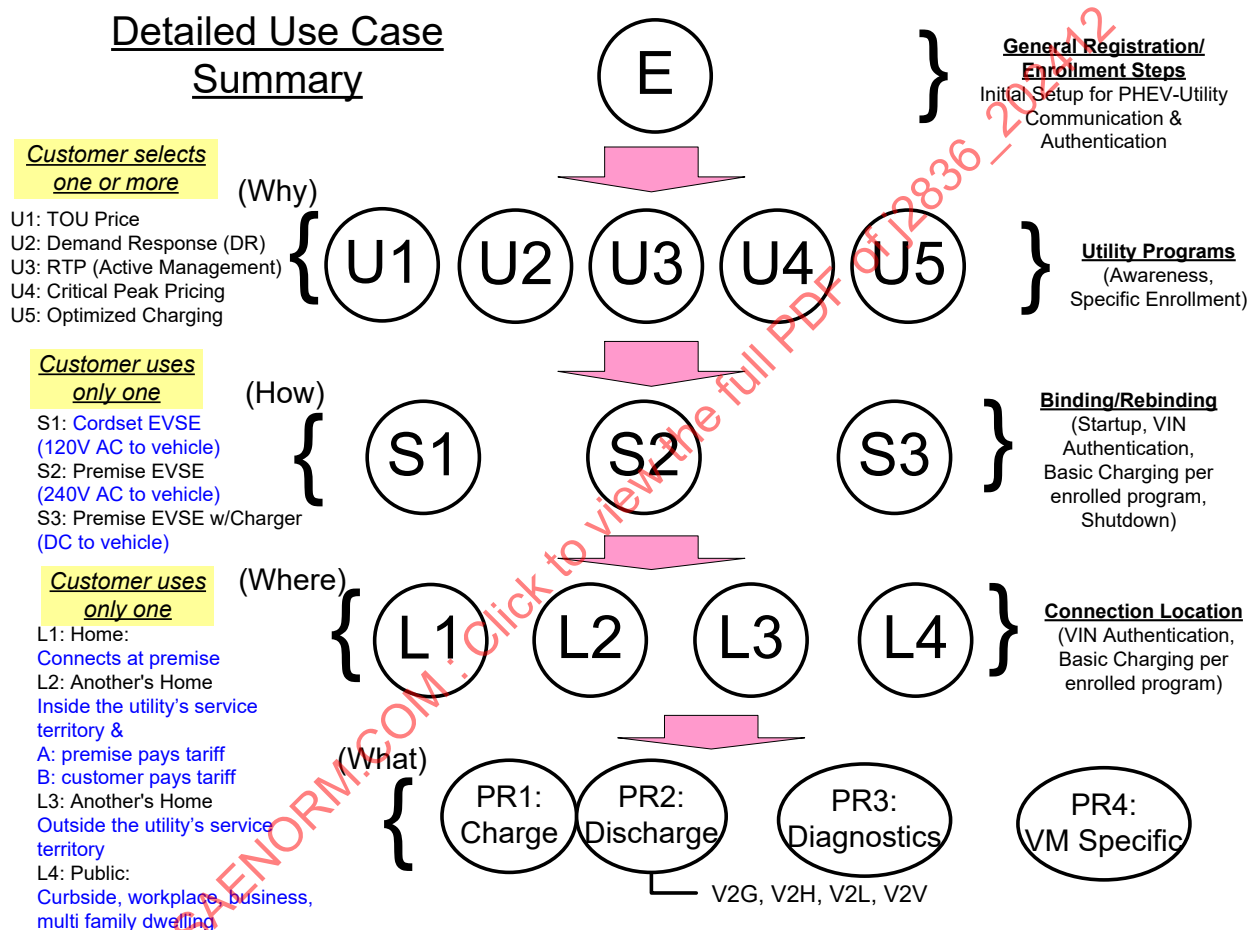 Detailed Use Case
Summary
E
General Registration/
Enrollment Steps
Initial Setup for PHEV-Utility
Communication &
Authentication
Customer selects
one or more
(Why)
U1: TOU Price
U2: Demand Response (DR)
U3: RTP (Active Management)
U4: Critical Peak Pricing
U5: Optimized Charging
U1
U2
U3
U4
U5
Utility Programs
(Awareness,
Specific Enrollment)
Customer uses
only one
(How)
S1: Cordset EVSE
(120V AC to vehicle)
S2: Premise EVSE
(240V AC to vehicle)
S3: Premise EVSE w/Charger
(DC to vehicle)
S1
S2
S3
Binding/Rebinding
(Startup, VIN
Authentication,
Basic Charging per
enrolled program,
Shutdown)
Customer uses
only one
(Where)
L1: Home:
Connects at premise
L2: Another's Home
Inside the utility’s service
territory &
A: premise pays tariff
B: customer pays tariff
L3: Another's Home
Outside the utility’s service
territory
L4: Public:
Curbside, workplace, business,
multi family dwelling
L1
L2
L3
L4
Connection Location
(VIN Authentication,
Basic Charging per
enrolled program)
(What)
PR1:
Charge
PR2:
Discharge
PR3:
Diagnostics
PR4:
VM Specific
V2G, V2H, V2L, V2V
SAENORM.COM : Click to view the full PDF of j2836_202412